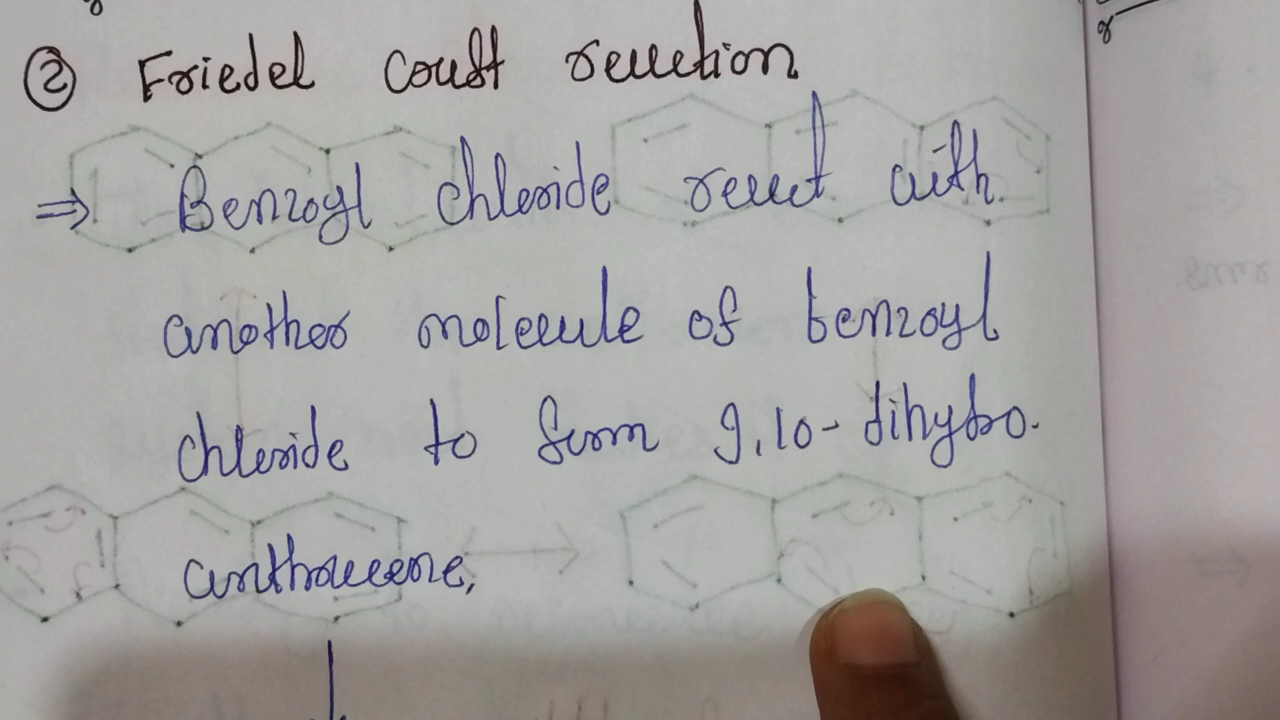 ② Friedel Craft reaction
⇒ Benzoyl chloride react with
another molecule of benzoyl
chloride to form 9,10-dihydro.
anthracene,